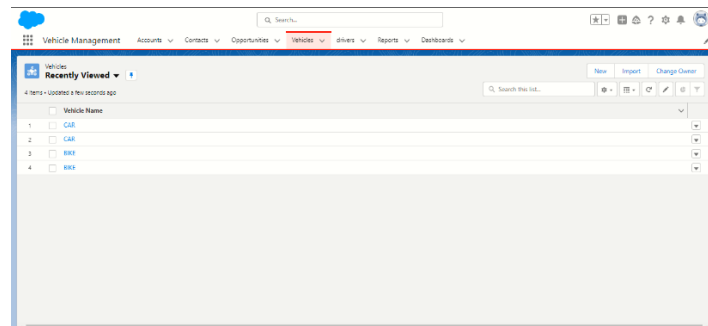 Search...
Vehicle Management Accounts Contacts Opportunities Vehicles drivers Reports Dashboards
Vehicles
Recently Viewed
New Import Change Owner
4 items • Updated a few seconds ago
Search this list...
Vehicle Name
1 CAR
2 CAR
3 BIKE
4 BIKE